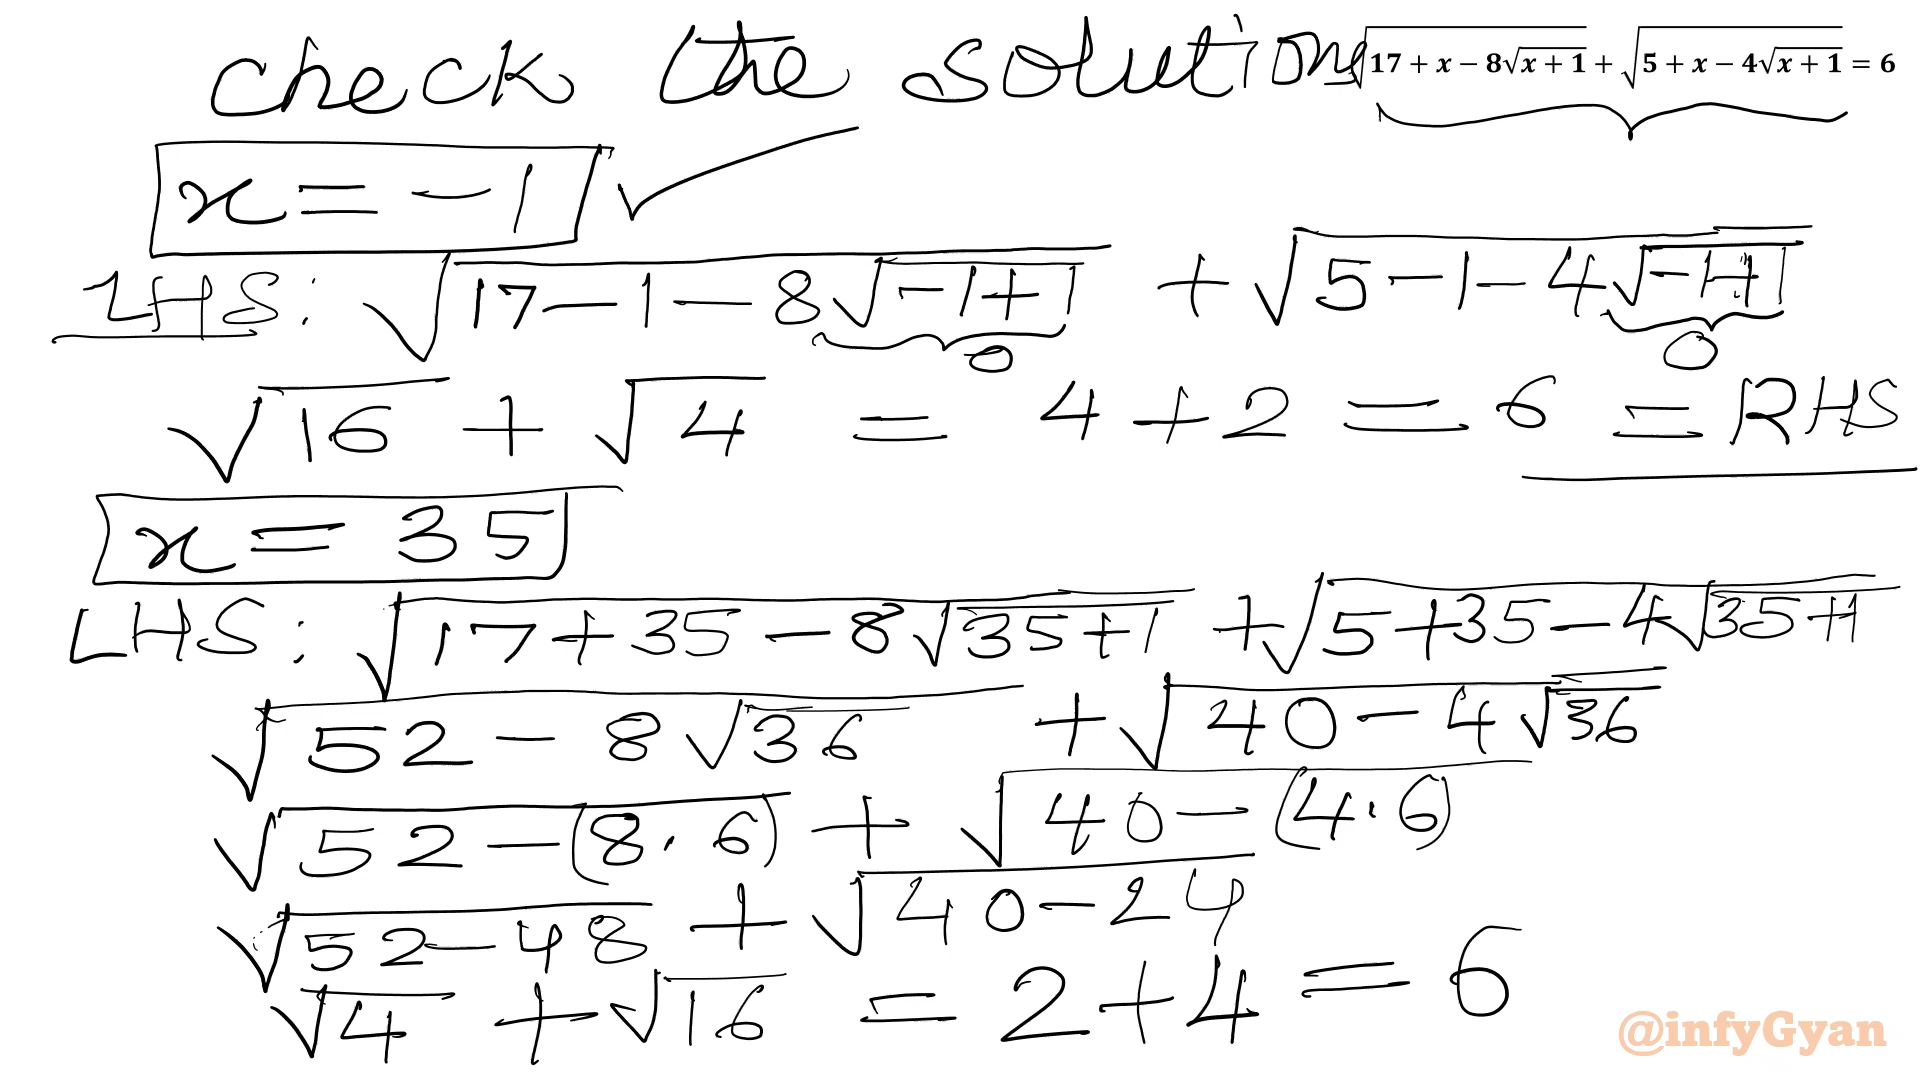 check the solutions √(17 + x − 8√(x + 1)) + √(5 + x − 4√(x + 1)) = 6
x = −1 ✓
LHS: √(17−1−8√(−1+1)) + √(5−1−4√(−1+1))
0 0
√16 + √4 = 4+2 = 6 = RHS
x = 35
LHS: √(17+35−8√(35+1)) + √(5+35−4√(35+1))
√(52−8√36) + √(40−4√36)
√(52−(8·6)) + √(40−(4·6))
√(52−48) + √(40−24)
√4 + √16 = 2+4 = 6
@infyGyan